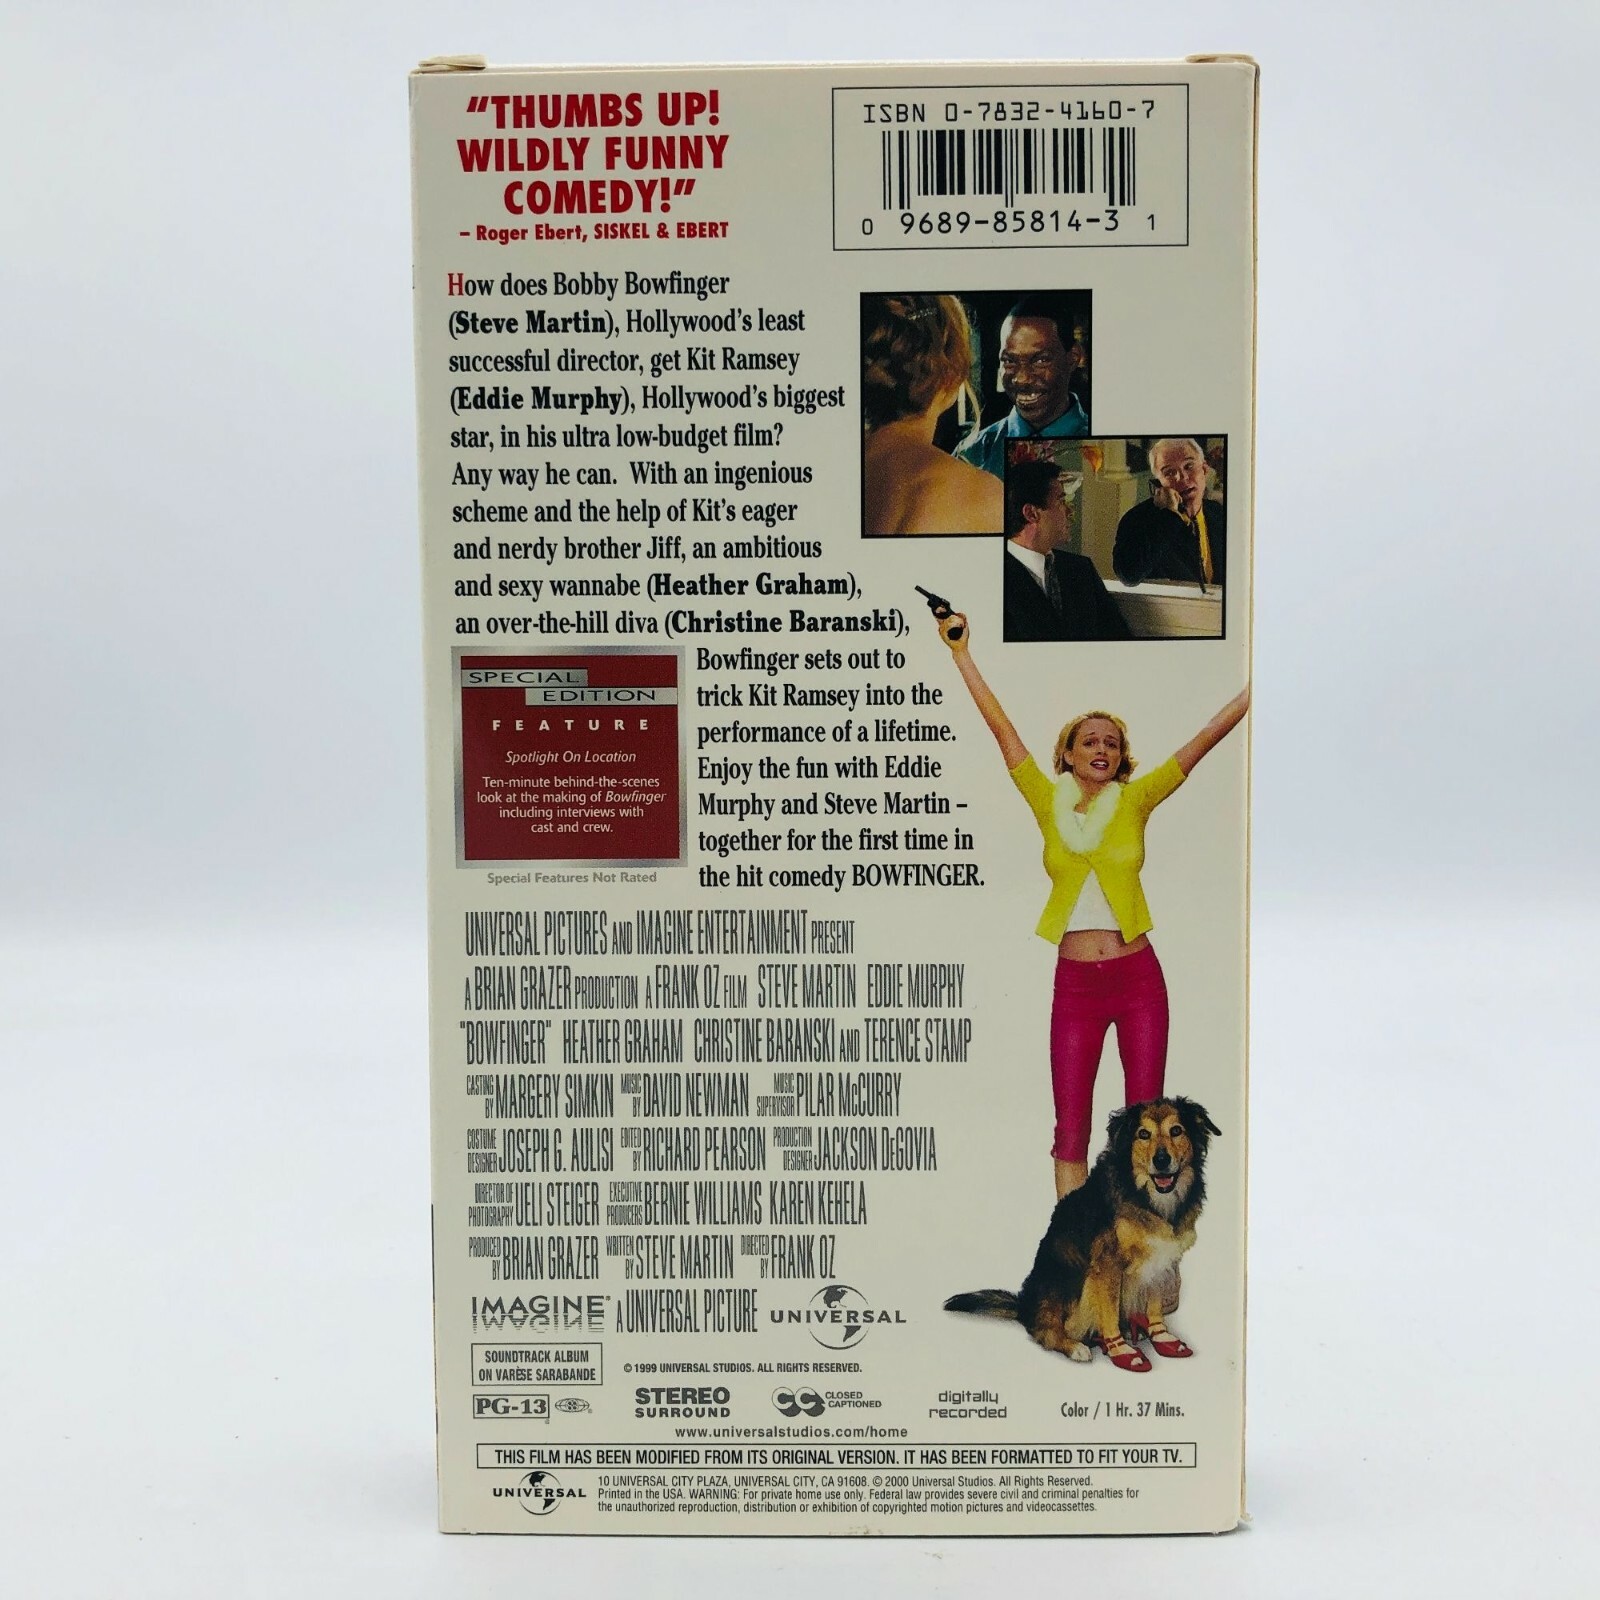 "THUMBS UP!
WILDLY FUNNY
COMEDY!"
– Roger Ebert, SISKEL & EBERT
ISBN 0-7832-4160-7
0 9689-85814-3 1
How does Bobby Bowfinger
(Steve Martin), Hollywood's least
successful director, get Kit Ramsey
(Eddie Murphy), Hollywood's biggest
star, in his ultra low-budget film?
Any way he can. With an ingenious
scheme and the help of Kit's eager
and nerdy brother Jiff, an ambitious
and sexy wannabe (Heather Graham),
an over-the-hill diva (Christine Baranski),
Bowfinger sets out to
trick Kit Ramsey into the
performance of a lifetime.
Enjoy the fun with Eddie
Murphy and Steve Martin –
together for the first time in
the hit comedy BOWFINGER.
SPECIAL
EDITION
FEATURE
Spotlight On Location
Ten-minute behind-the-scenes
look at the making of Bowfinger
including interviews with
cast and crew.
Special Features Not Rated
UNIVERSAL PICTURES AND IMAGINE ENTERTAINMENT PRESENT
A BRIAN GRAZER PRODUCTION A FRANK OZ FILM STEVE MARTIN EDDIE MURPHY
"BOWFINGER" HEATHER GRAHAM CHRISTINE BARANSKI AND TERENCE STAMP
CASTING BY MARGERY SIMKIN MUSIC BY DAVID NEWMAN MUSIC SUPERVISOR PILAR McCURRY
COSTUME DESIGNER JOSEPH G. AULISI EDITED BY RICHARD PEARSON PRODUCTION DESIGNER JACKSON DeGOVIA
DIRECTOR OF PHOTOGRAPHY UELI STEIGER EXECUTIVE PRODUCERS BERNIE WILLIAMS KAREN KEHELA
PRODUCED BY BRIAN GRAZER WRITTEN BY STEVE MARTIN DIRECTED BY FRANK OZ
IMAGINE A UNIVERSAL PICTURE UNIVERSAL
SOUNDTRACK ALBUM
ON VARÈSE SARABANDE
© 1999 UNIVERSAL STUDIOS. ALL RIGHTS RESERVED.
PG-13
STEREO
SURROUND
CC CLOSED
CAPTIONED
digitally
recorded
Color / 1 Hr. 37 Mins.
www.universalstudios.com/home
THIS FILM HAS BEEN MODIFIED FROM ITS ORIGINAL VERSION. IT HAS BEEN FORMATTED TO FIT YOUR TV.
UNIVERSAL
10 UNIVERSAL CITY PLAZA, UNIVERSAL CITY, CA 91608. © 2000 Universal Studios. All Rights Reserved.
Printed in the USA. WARNING: For private home use only. Federal law provides severe civil and criminal penalties for
the unauthorized reproduction, distribution or exhibition of copyrighted motion pictures and videocassettes.